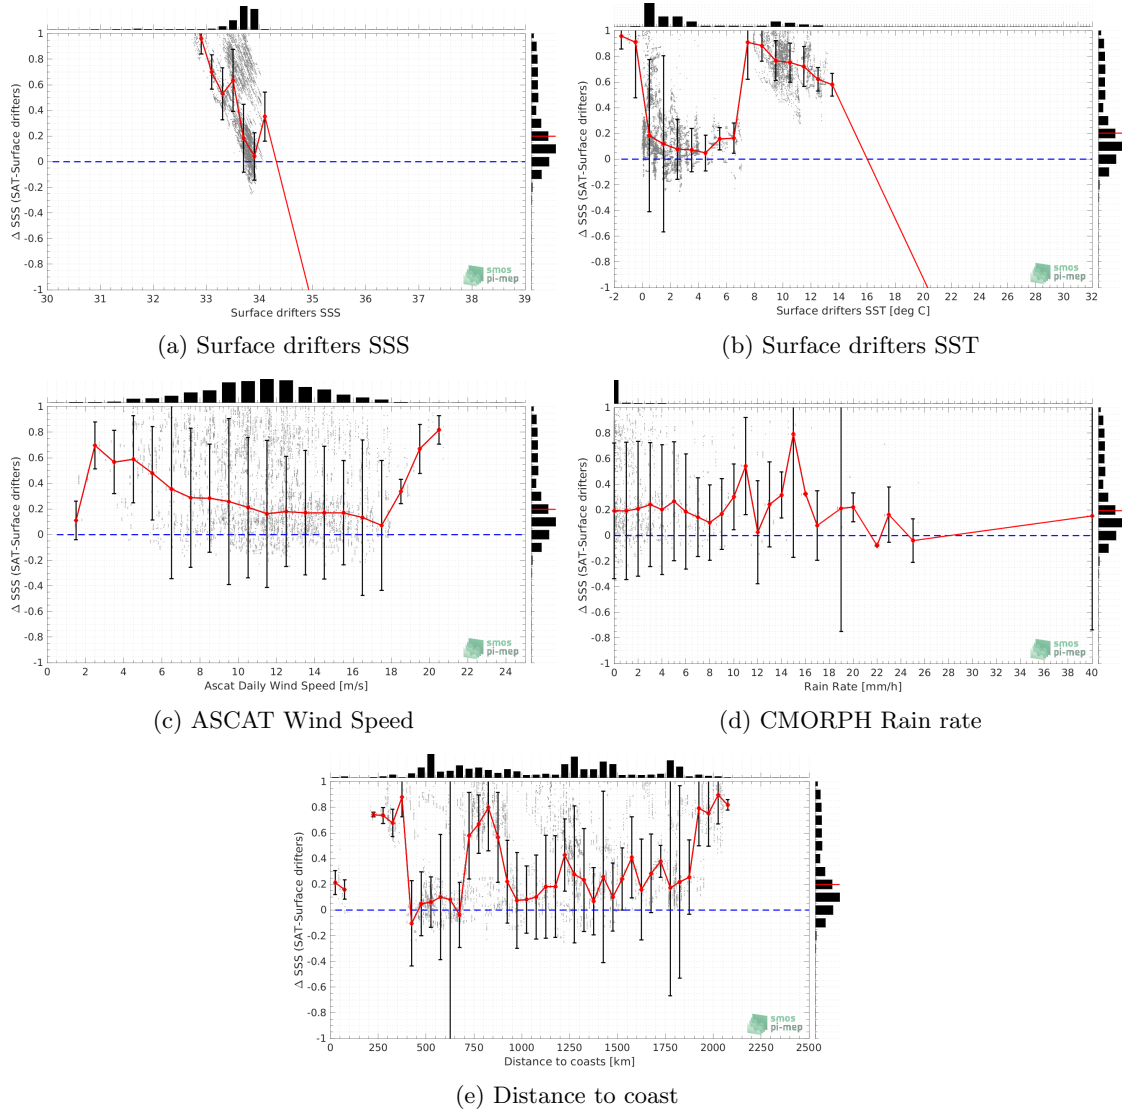 Δ SSS (SAT-Surface drifters)
1
0.8
0.6
0.4
0.2
0
-0.2
-0.4
-0.6
-0.8
-1
30 31 32 33 34 35 36 37 38 39
Surface drifters SSS
smos
pi-mep
(a) Surface drifters SSS
Δ SSS (SAT-Surface drifters)
1
0.8
0.6
0.4
0.2
0
-0.2
-0.4
-0.6
-0.8
-1
-2 0 2 4 6 8 10 12 14 16 18 20 22 24 26 28 30 32
Surface drifters SST [deg C]
smos
pi-mep
(b) Surface drifters SST
Δ SSS (SAT-Surface drifters)
1
0.8
0.6
0.4
0.2
0
-0.2
-0.4
-0.6
-0.8
-1
0 2 4 6 8 10 12 14 16 18 20 22 24
Ascat Daily Wind Speed [m/s]
smos
pi-mep
(c) ASCAT Wind Speed
Δ SSS (SAT-Surface drifters)
1
0.8
0.6
0.4
0.2
0
-0.2
-0.4
-0.6
-0.8
-1
0 2 4 6 8 10 12 14 16 18 20 22 24 26 28 30 32 34 36 38 40
Rain Rate [mm/h]
smos
pi-mep
(d) CMORPH Rain rate
Δ SSS (SAT-Surface drifters)
1
0.8
0.6
0.4
0.2
0
-0.2
-0.4
-0.6
-0.8
-1
0 250 500 750 1000 1250 1500 1750 2000 2250 2500
Distance to coasts [km]
smos
pi-mep
(e) Distance to coast